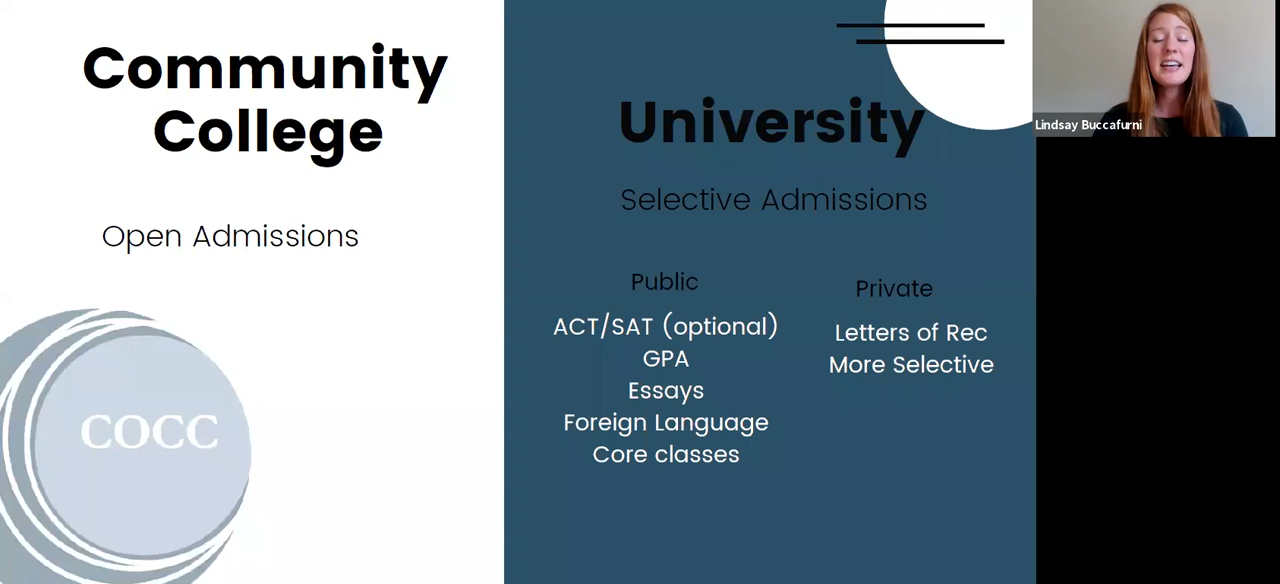 Community
College
Open Admissions
COCC
University
Selective Admissions
Public
ACT/SAT (optional)
GPA
Essays
Foreign Language
Core classes
Private
Letters of Rec
More Selective
Lindsay Buccafurni